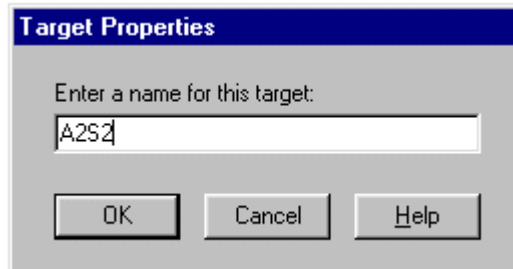 Target Properties
Enter a name for this target:
A2S2
OK Cancel Help